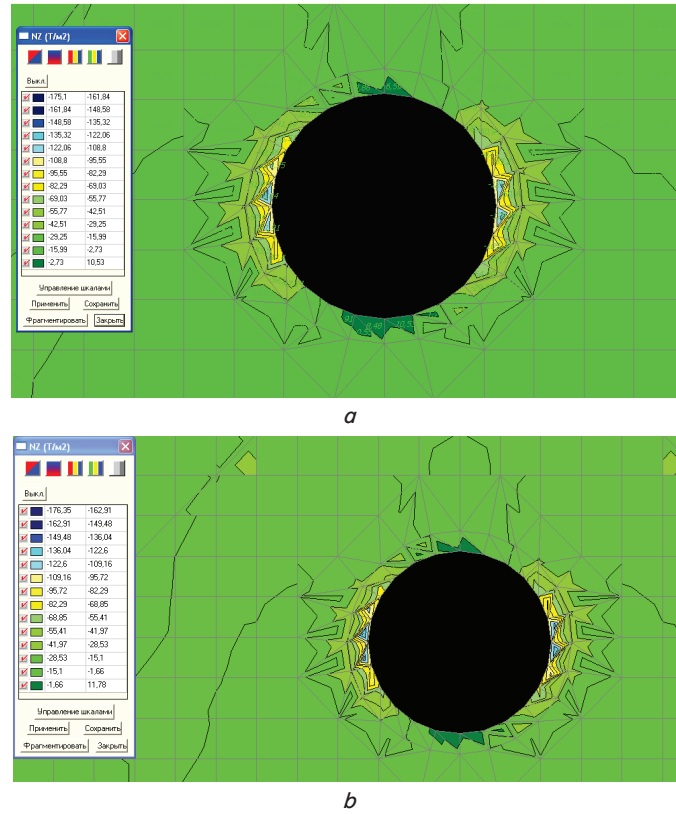 NZ (Т/м2)
Выкл.
-175,1 -161,84
-161,84 -148,58
-148,58 -135,32
-135,32 -122,06
-122,06 -108,8
-108,8 -95,55
-95,55 -82,29
-82,29 -69,03
-69,03 -55,77
-55,77 -42,51
-42,51 -29,25
-29,25 -15,99
-15,99 -2,73
-2,73 10,53
Управление шкалами
Применить Сохранить
Фрагментировать Закрыть
a
NZ (Т/м2)
Выкл.
-176,35 -162,91
-162,91 -149,48
-149,48 -136,04
-136,04 -122,6
-122,6 -109,16
-109,16 -95,72
-95,72 -82,29
-82,29 -68,85
-68,85 -55,41
-55,41 -41,97
-41,97 -28,53
-28,53 -15,1
-15,1 -1,66
-1,66 11,78
Управление шкалами
Применить Сохранить
Фрагментировать Закрыть
b